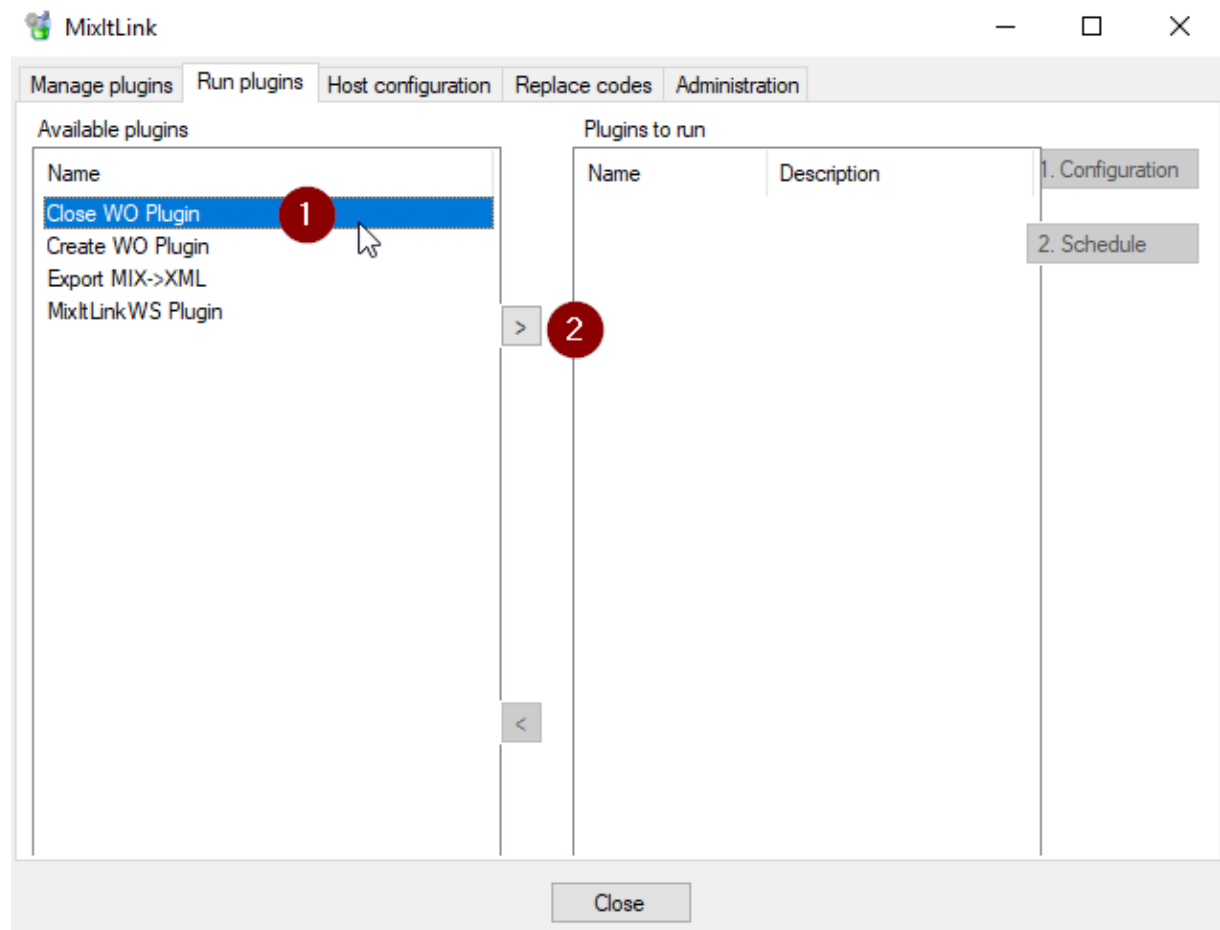 MixItLink
Manage plugins Run plugins Host configuration Replace codes Administration
Available plugins
Name
Close WO Plugin
1
Create WO Plugin
Export MIX->XML
MixItLinkWS Plugin
>
2
<
Plugins to run
Name Description
1. Configuration
2. Schedule
Close